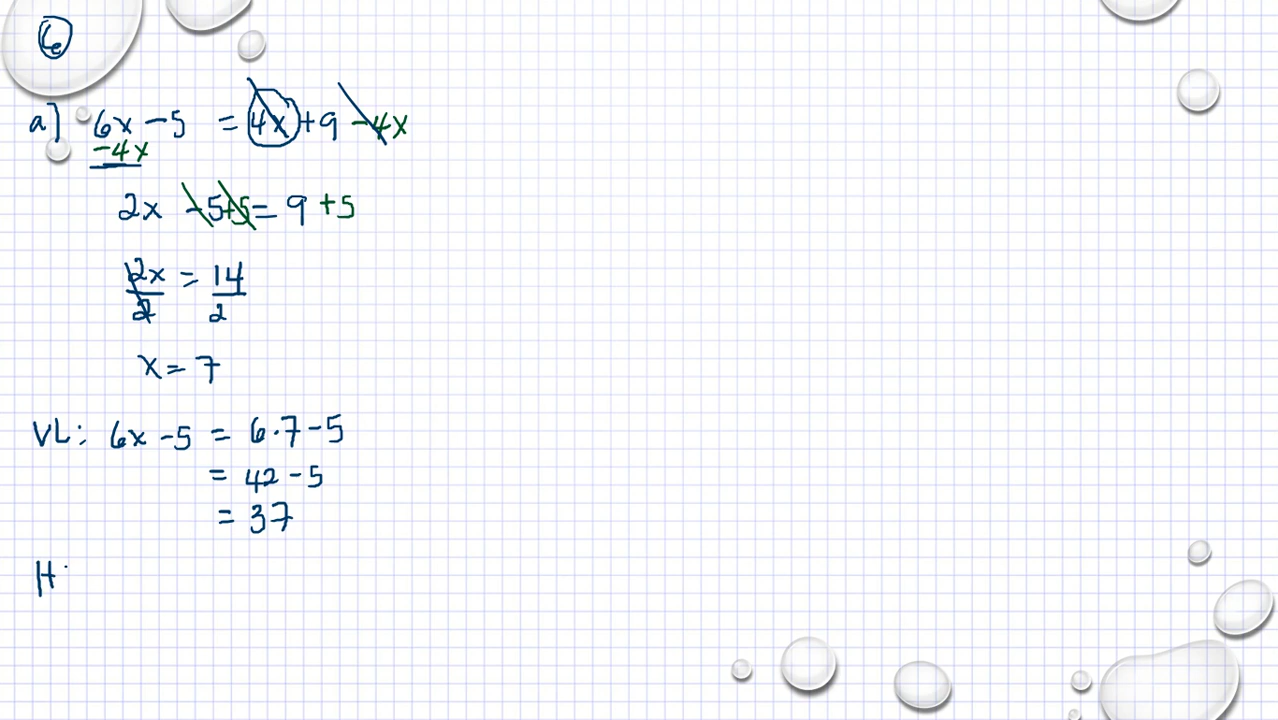 6
a] 6x - 5 = 4x + 9 - 4x
- 4x
2x - 5 + 5 = 9 + 5
2x/2 = 14/2
x = 7
VL: 6x - 5 = 6·7 - 5
= 42 - 5
= 37
H